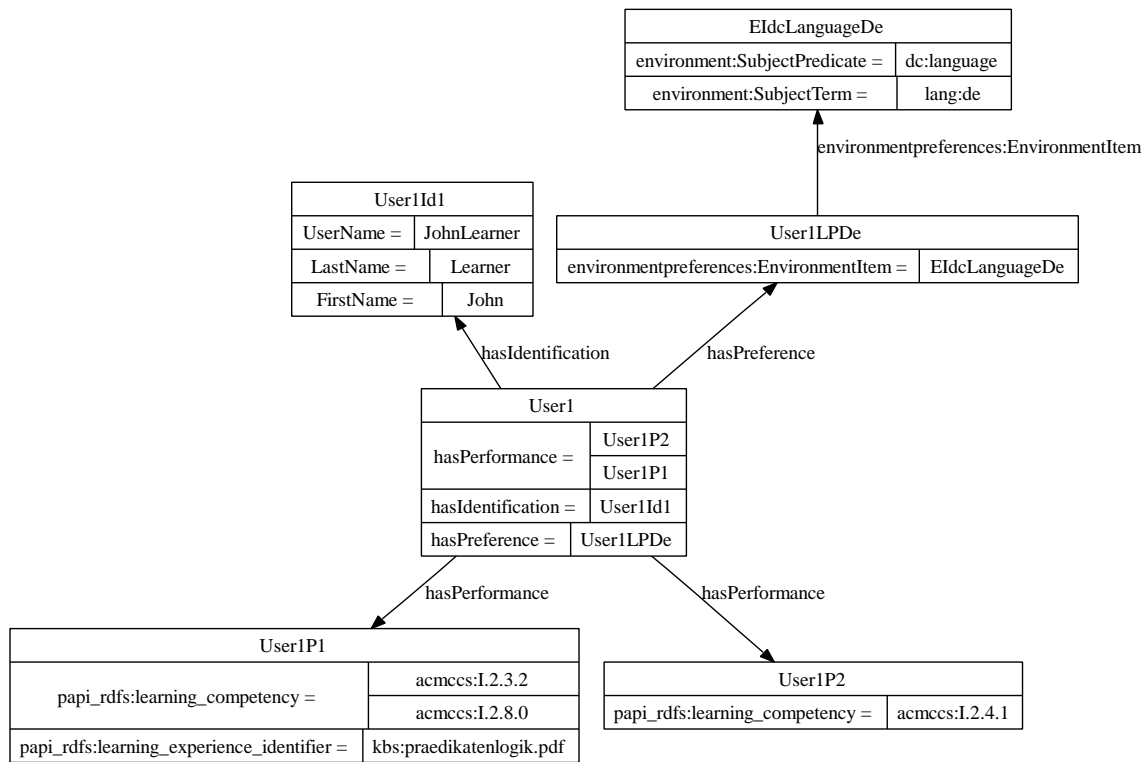 EIdcLanguageDe
environment:SubjectPredicate = dc:language
environment:SubjectTerm = lang:de
environmentpreferences:EnvironmentItem
User1Id1
UserName = JohnLearner
LastName = Learner
FirstName = John
User1LPDe
environmentpreferences:EnvironmentItem = EIdcLanguageDe
hasIdentification
hasPreference
User1
hasPerformance =
User1P2
User1P1
hasIdentification = User1Id1
hasPreference = User1LPDe
hasPerformance
hasPerformance
User1P1
papi_rdfs:learning_competency =
acmccs:I.2.3.2
acmccs:I.2.8.0
papi_rdfs:learning_experience_identifier = kbs:praedikatenlogik.pdf
User1P2
papi_rdfs:learning_competency = acmccs:I.2.4.1